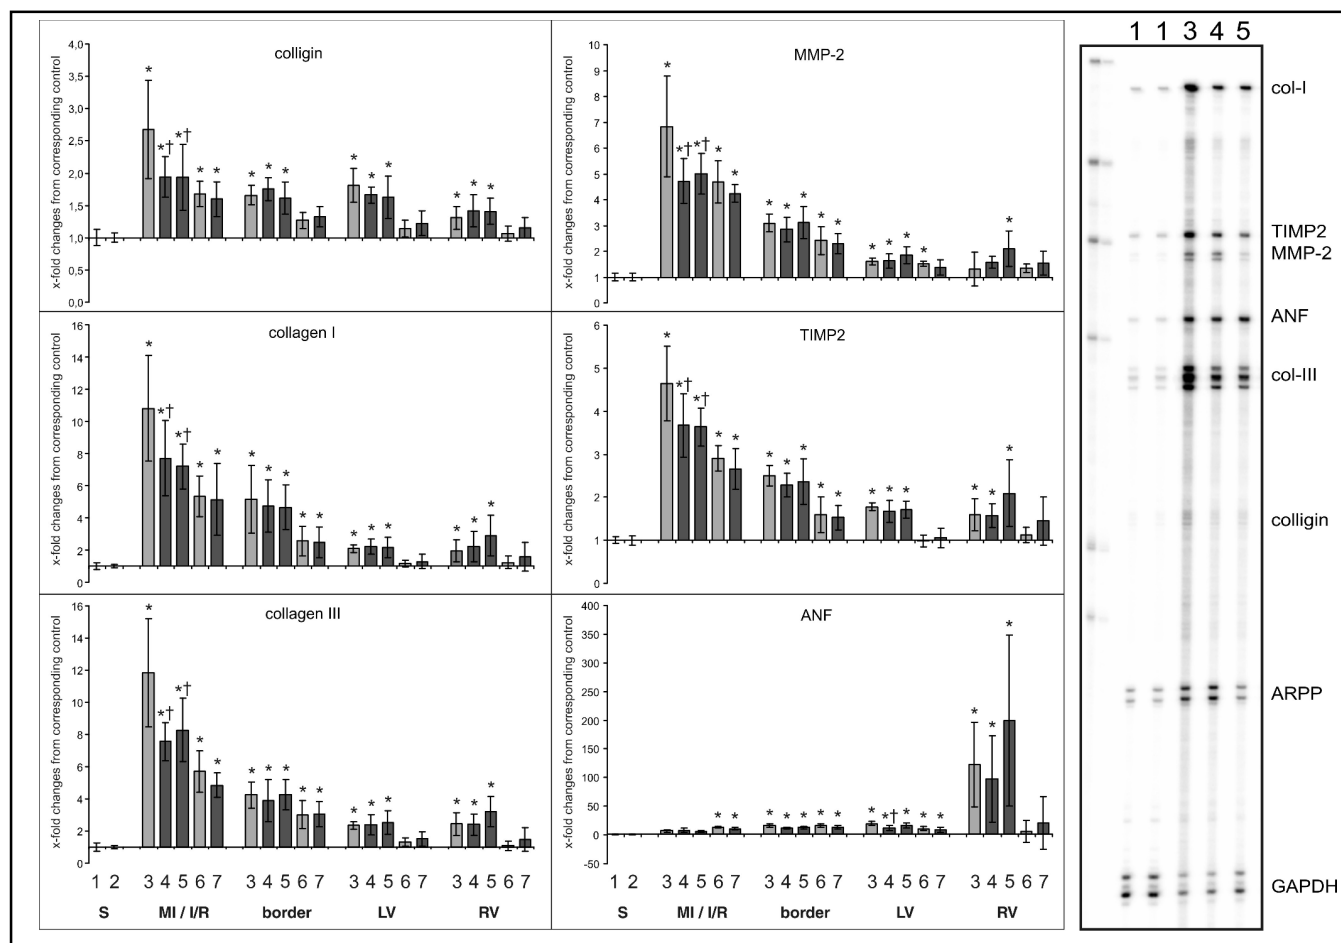 colligin
x-fold changes from corresponding control
4,0
3,5
3,0
2,5
2,0
1,5
1,0
0,5
0,0
*
*†
*†
* *
* * *
* * *
* * *
MMP-2
x-fold changes from corresponding control
10
9
8
7
6
5
4
3
2
1
0
*
*†
*†
* *
* * * * *
* * * *
*
collagen I
x-fold changes from corresponding control
16
14
12
10
8
6
4
2
0
*
*†
*†
* *
* * * * *
* * *
* * *
TIMP2
x-fold changes from corresponding control
6
5
4
3
2
1
0
*
*†
*†
* *
* * * * *
* * *
* * *
collagen III
x-fold changes from corresponding control
16
14
12
10
8
6
4
2
0
*
*†
*†
* *
* * * * *
* * *
* * *
1 2 3 4 5 6 7 3 4 5 6 7 3 4 5 6 7 3 4 5 6 7
S MI / I/R border LV RV
ANF
x-fold changes from corresponding control
400
350
300
250
200
150
100
50
0
-50
* *
* * * * *
* *† * * *
* * *
1 2 3 4 5 6 7 3 4 5 6 7 3 4 5 6 7 3 4 5 6 7
S MI / I/R border LV RV
1 1 3 4 5
col-I
TIMP2
MMP-2
ANF
col-III
colligin
ARPP
GAPDH